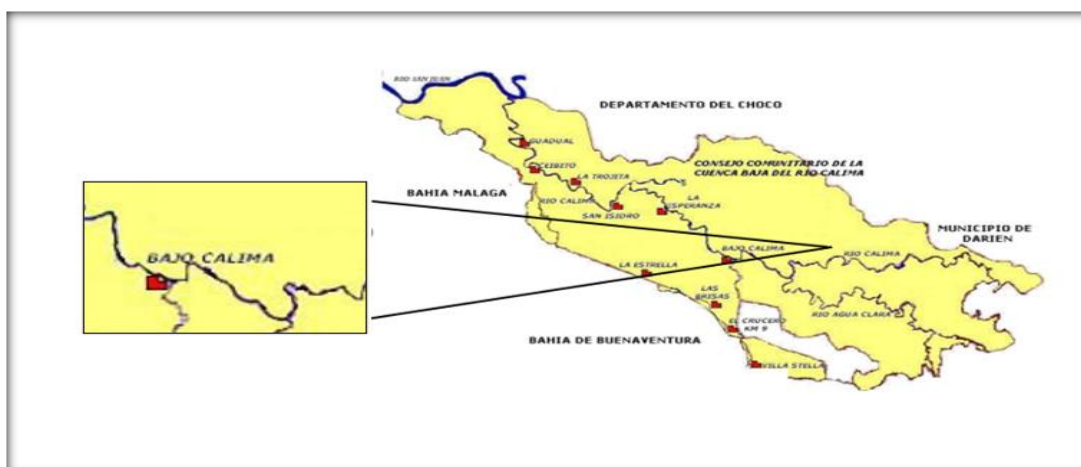 RIO SAN JUAN
DEPARTAMENTO DEL CHOCO
GUADUAL
CEIBITO
LA TROJITA
CONSEJO COMUNITARIO DE LA
CUENCA BAJA DEL RÍO CALIMA
BAHIA MALAGA
RIO CALIMA
SAN ISIDRO
LA
ESPERANZA
MUNICIPIO DE
DARIEN
BAJO CALIMA
RÍO CALIMA
LA ESTRELLA
LAS
BRISAS
RIO AGUA CLARA
EL CRUCERO
KM 9
BAHIA DE BUENAVENTURA
VILLA STELLA
BAJO CALIMA